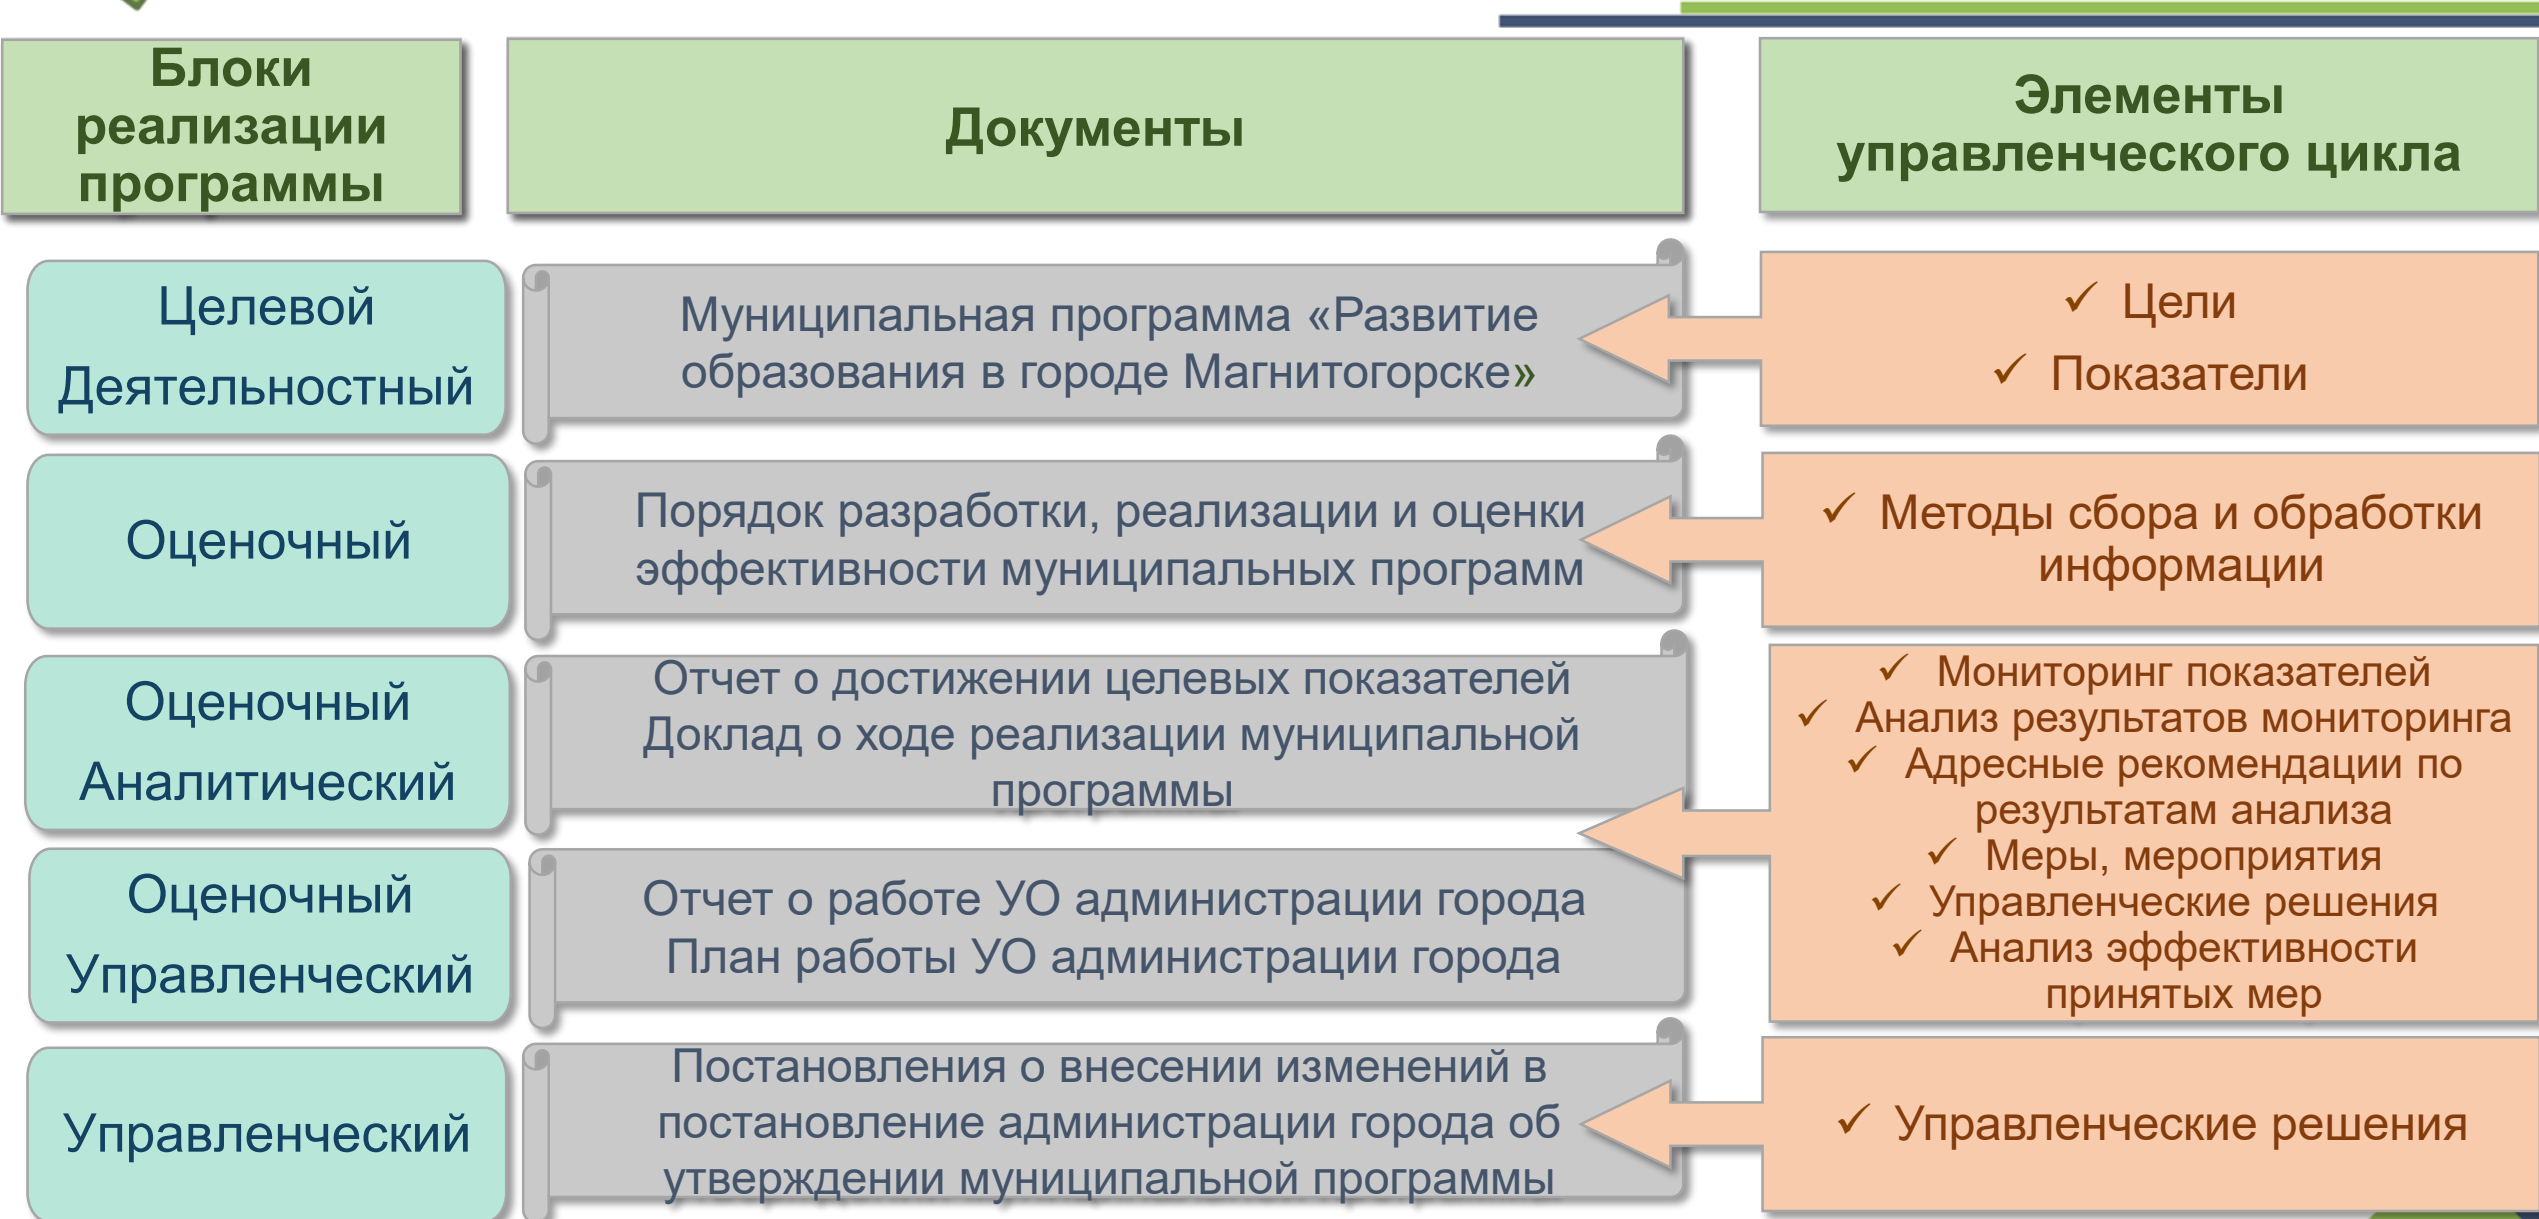 Блоки
реализации
программы
Документы
Элементы
управленческого цикла
Целевой
Деятельностный
Муниципальная программа «Развитие
образования в городе Магнитогорске»
✓ Цели
✓ Показатели
Оценочный
Порядок разработки, реализации и оценки
эффективности муниципальных программ
✓ Методы сбора и обработки
информации
Оценочный
Аналитический
Отчет о достижении целевых показателей
Доклад о ходе реализации муниципальной
программы
Оценочный
Управленческий
Отчет о работе УО администрации города
План работы УО администрации города
✓ Мониторинг показателей
✓ Анализ результатов мониторинга
✓ Адресные рекомендации по
результатам анализа
✓ Меры, мероприятия
✓ Управленческие решения
✓ Анализ эффективности
принятых мер
Управленческий
Постановления о внесении изменений в
постановление администрации города об
утверждении муниципальной программы
✓ Управленческие решения